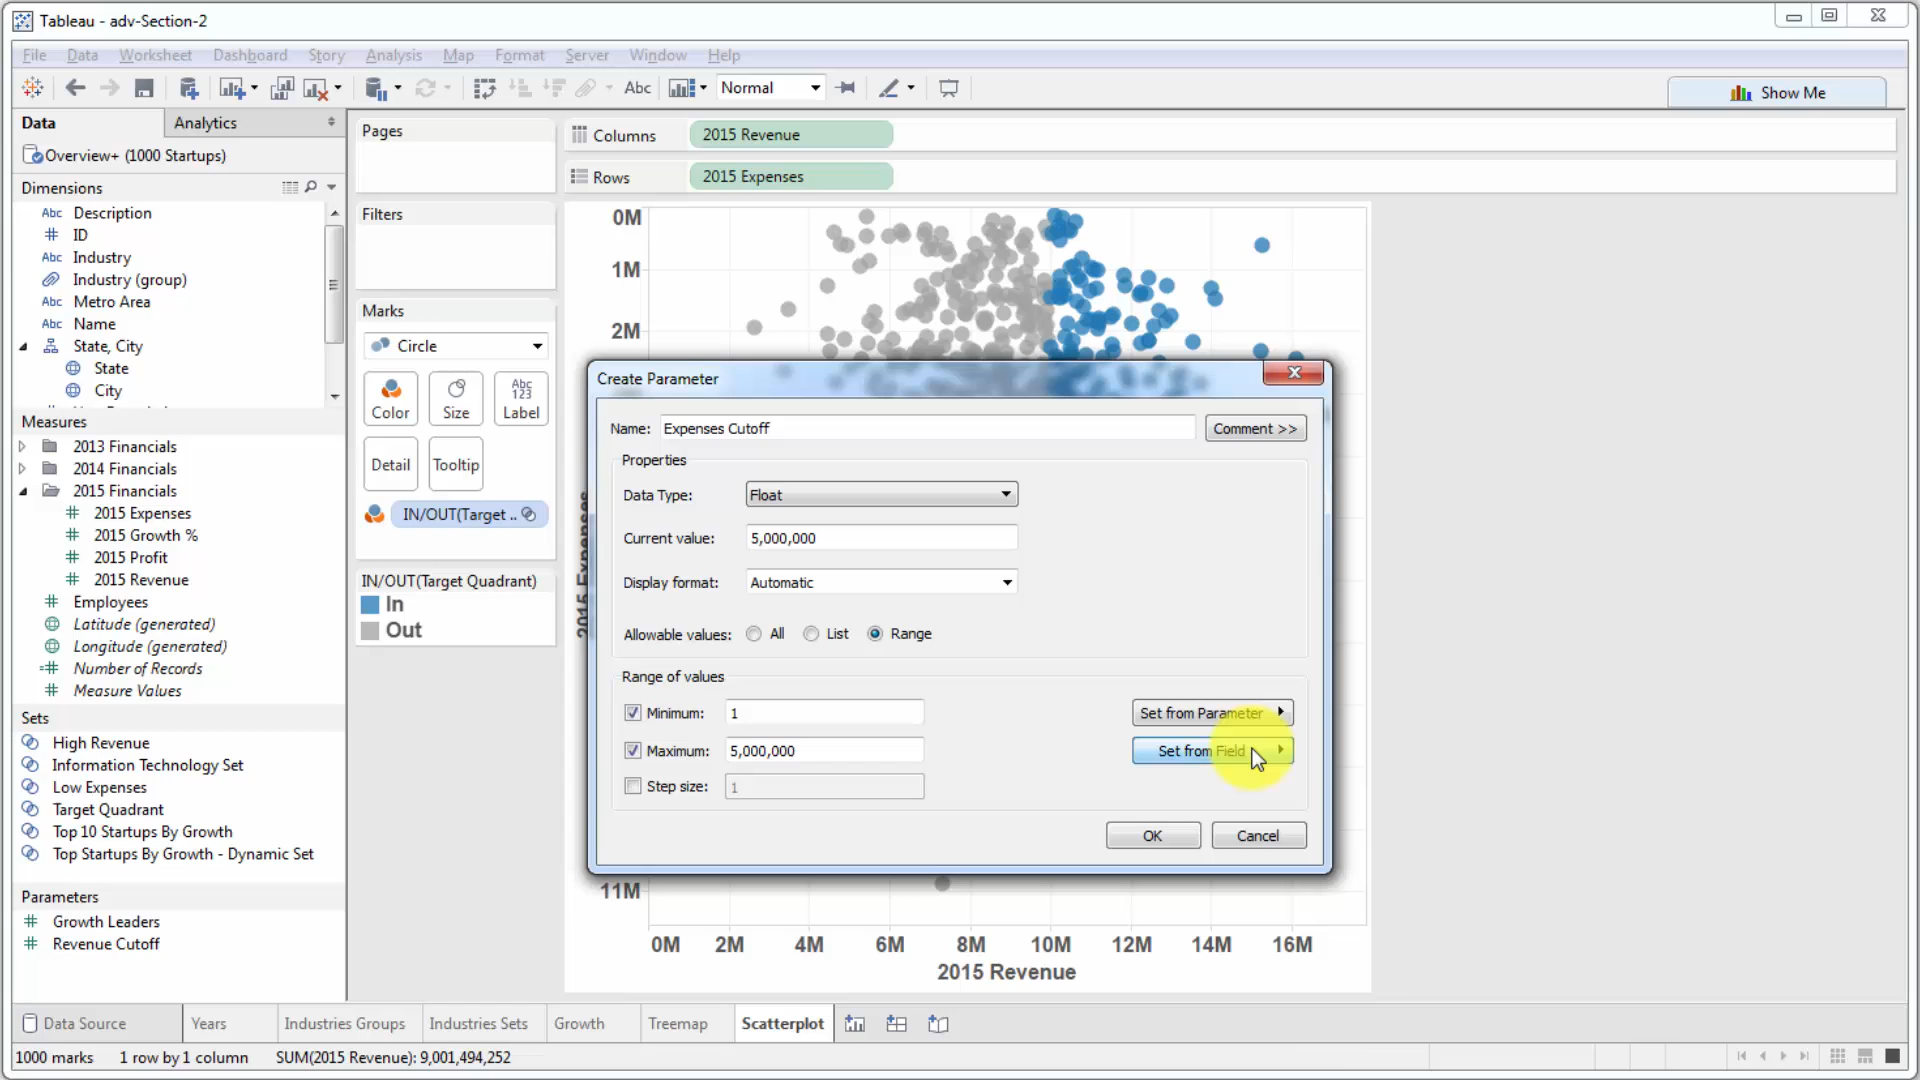 Tableau - adv-Section-2
File Data Worksheet Dashboard Story Analysis Map Format Server Window Help
Abc Normal Show Me
Data Analytics
Overview+ (1000 Startups)
Dimensions
Abc Description
ID
Abc Industry
Industry (group)
Abc Metro Area
Abc Name
State, City
State
City
Measures
2013 Financials
2014 Financials
2015 Financials
2015 Expenses
2015 Growth %
2015 Profit
2015 Revenue
Employees
Latitude (generated)
Longitude (generated)
Number of Records
Measure Values
Sets
High Revenue
Information Technology Set
Low Expenses
Target Quadrant
Top 10 Startups By Growth
Top Startups By Growth - Dynamic Set
Parameters
Growth Leaders
Revenue Cutoff
Pages
Filters
Marks
Circle
Color Size Abc 123 Label
Detail Tooltip
IN/OUT(Target ..
IN/OUT(Target Quadrant)
In
Out
Columns 2015 Revenue
Rows 2015 Expenses
0M
1M
2M
11M
2015 Expenses
0M 2M 4M 6M 8M 10M 12M 14M 16M
2015 Revenue
Create Parameter
Name: Expenses Cutoff Comment >>
Properties
Data Type: Float
Current value: 5,000,000
Display format: Automatic
Allowable values: All List Range
Range of values
Minimum: 1 Set from Parameter
Maximum: 5,000,000 Set from Field
Step size: 1
OK Cancel
Data Source Years Industries Groups Industries Sets Growth Treemap Scatterplot
1000 marks 1 row by 1 column SUM(2015 Revenue): 9,001,494,252